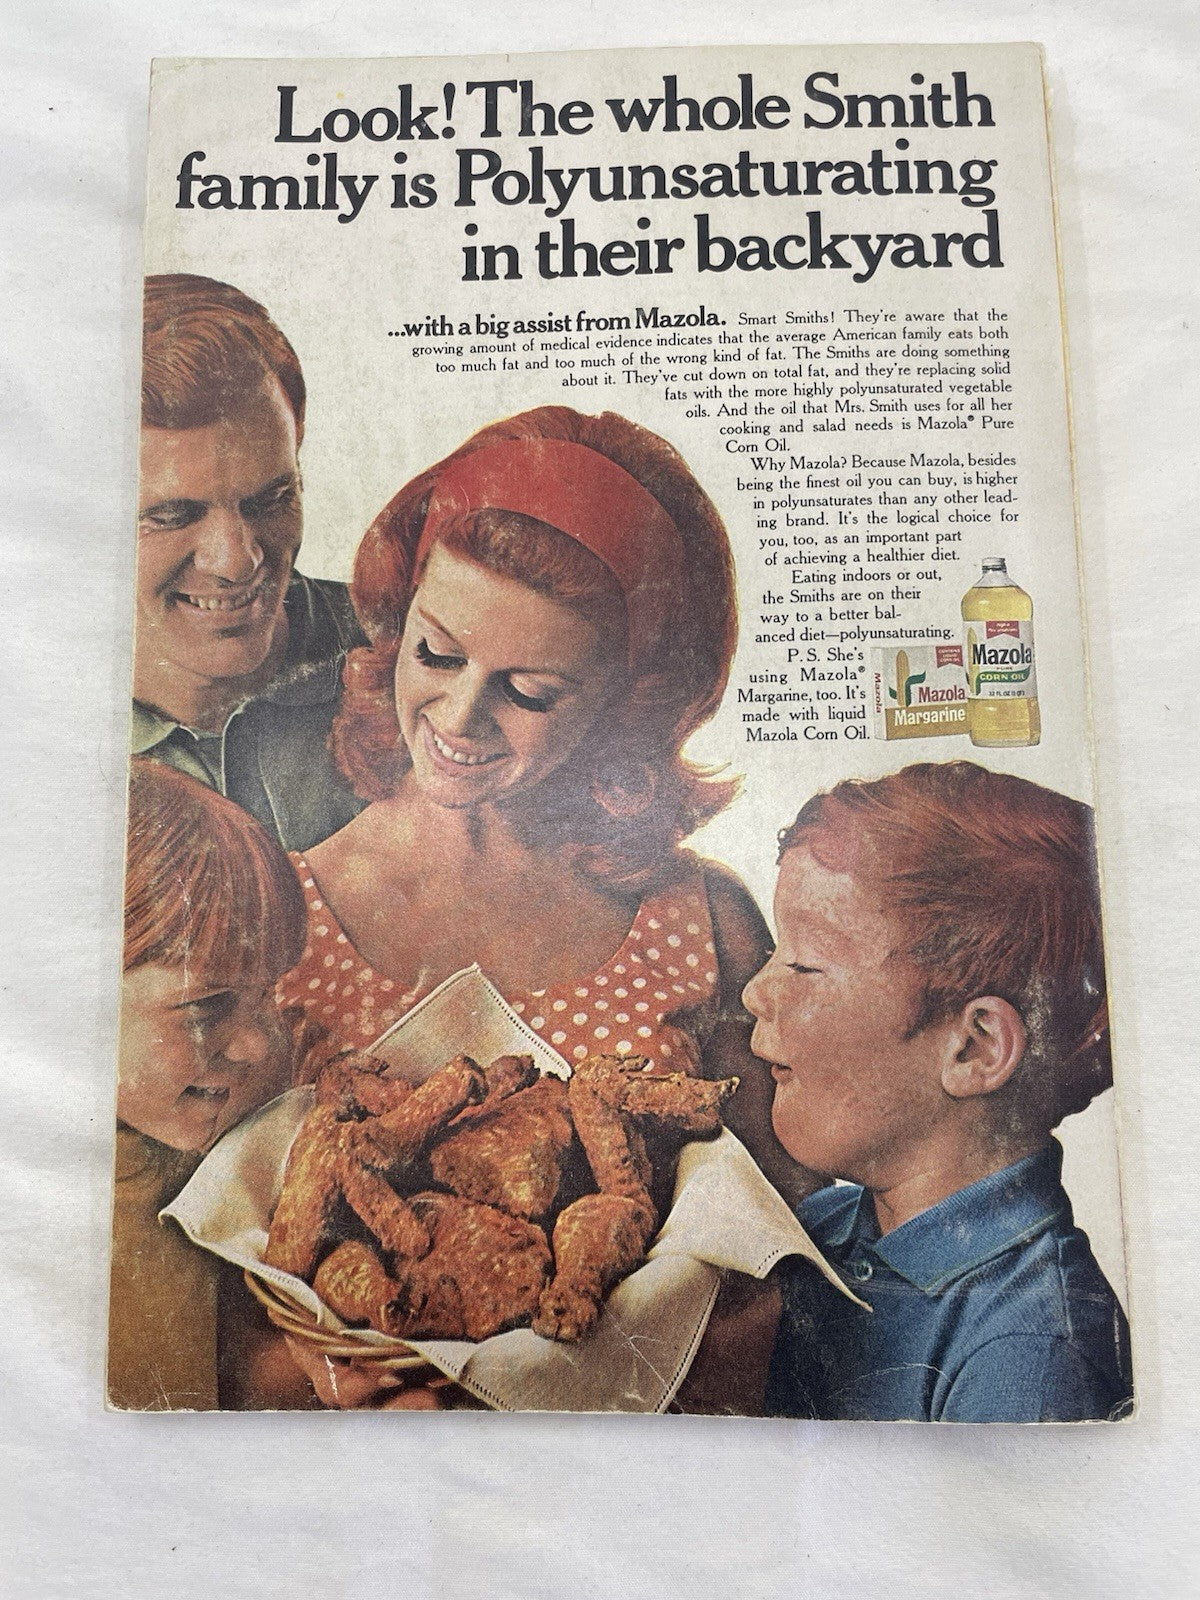 Look! The whole Smith
family is Polyunsaturating
in their backyard
...with a big assist from Mazola. Smart Smiths! They're aware that the
growing amount of medical evidence indicates that the average American family eats both
too much fat and too much of the wrong kind of fat. The Smiths are doing something
about it. They've cut down on total fat, and they're replacing solid
fats with the more highly polyunsaturated vegetable
oils. And the oil that Mrs. Smith uses for all her
cooking and salad needs is Mazola® Pure
Corn Oil.
Why Mazola? Because Mazola, besides
being the finest oil you can buy, is higher
in polyunsaturates than any other lead-
ing brand. It's the logical choice for
you, too, as an important part
of achieving a healthier diet.
Eating indoors or out,
the Smiths are on their
way to a better bal-
anced diet—polyunsaturating.
P. S. She's
using Mazola®
Margarine, too. It's
made with liquid
Mazola Corn Oil.
Mazola
Mazola
Margarine
Mazola
PURE
CORN OIL
32 FL. OZ. (1 QT.)